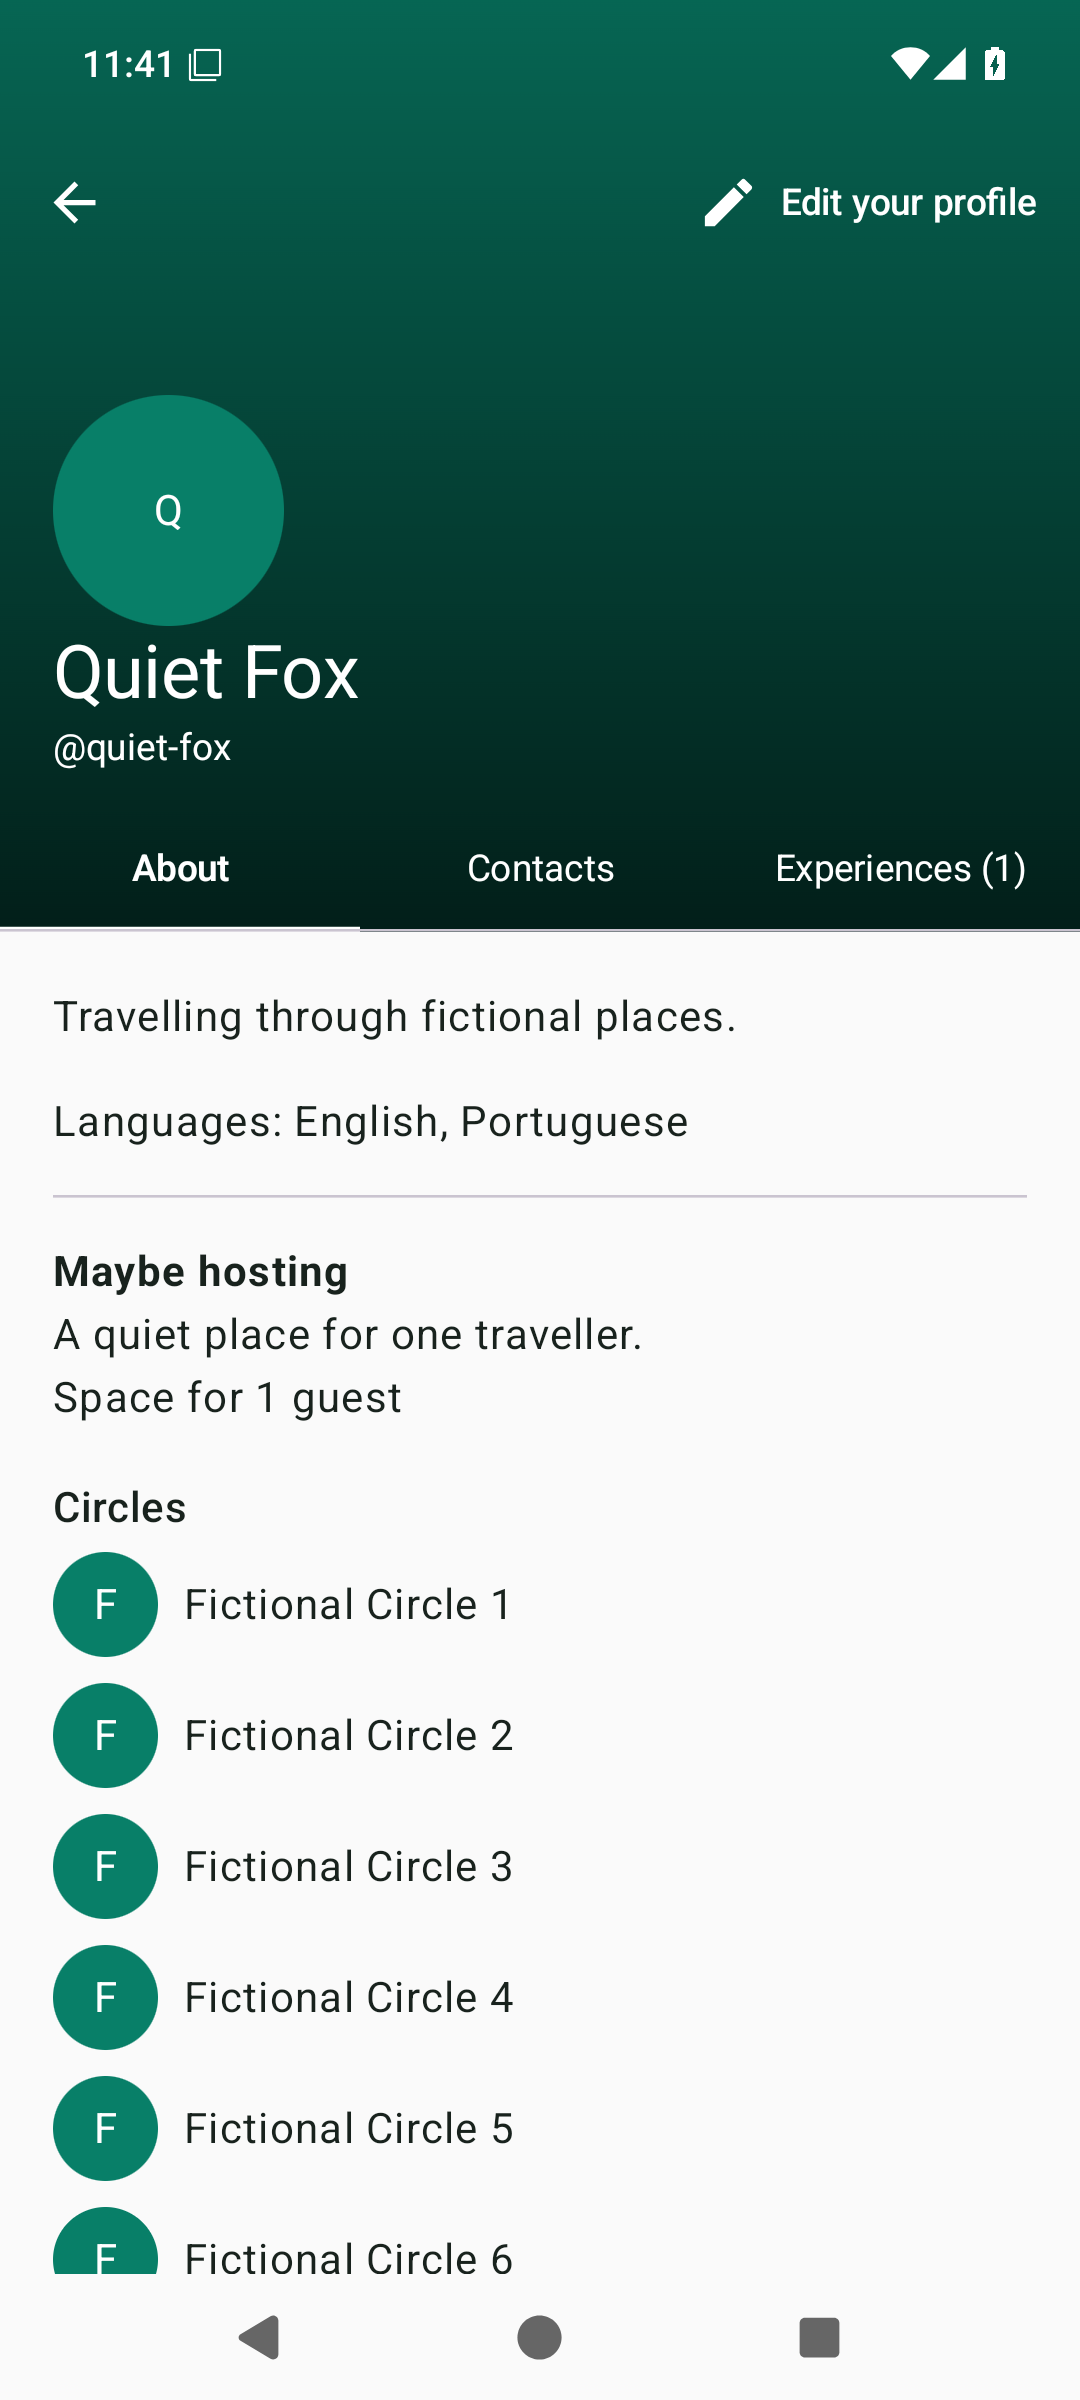 11:41
Edit your profile
Q
Quiet Fox
@quiet-fox
About
Contacts
Experiences (1)
Travelling through fictional places.
Languages: English, Portuguese
Maybe hosting
A quiet place for one traveller.
Space for 1 guest
Circles
F Fictional Circle 1
F Fictional Circle 2
F Fictional Circle 3
F Fictional Circle 4
F Fictional Circle 5
F Fictional Circle 6